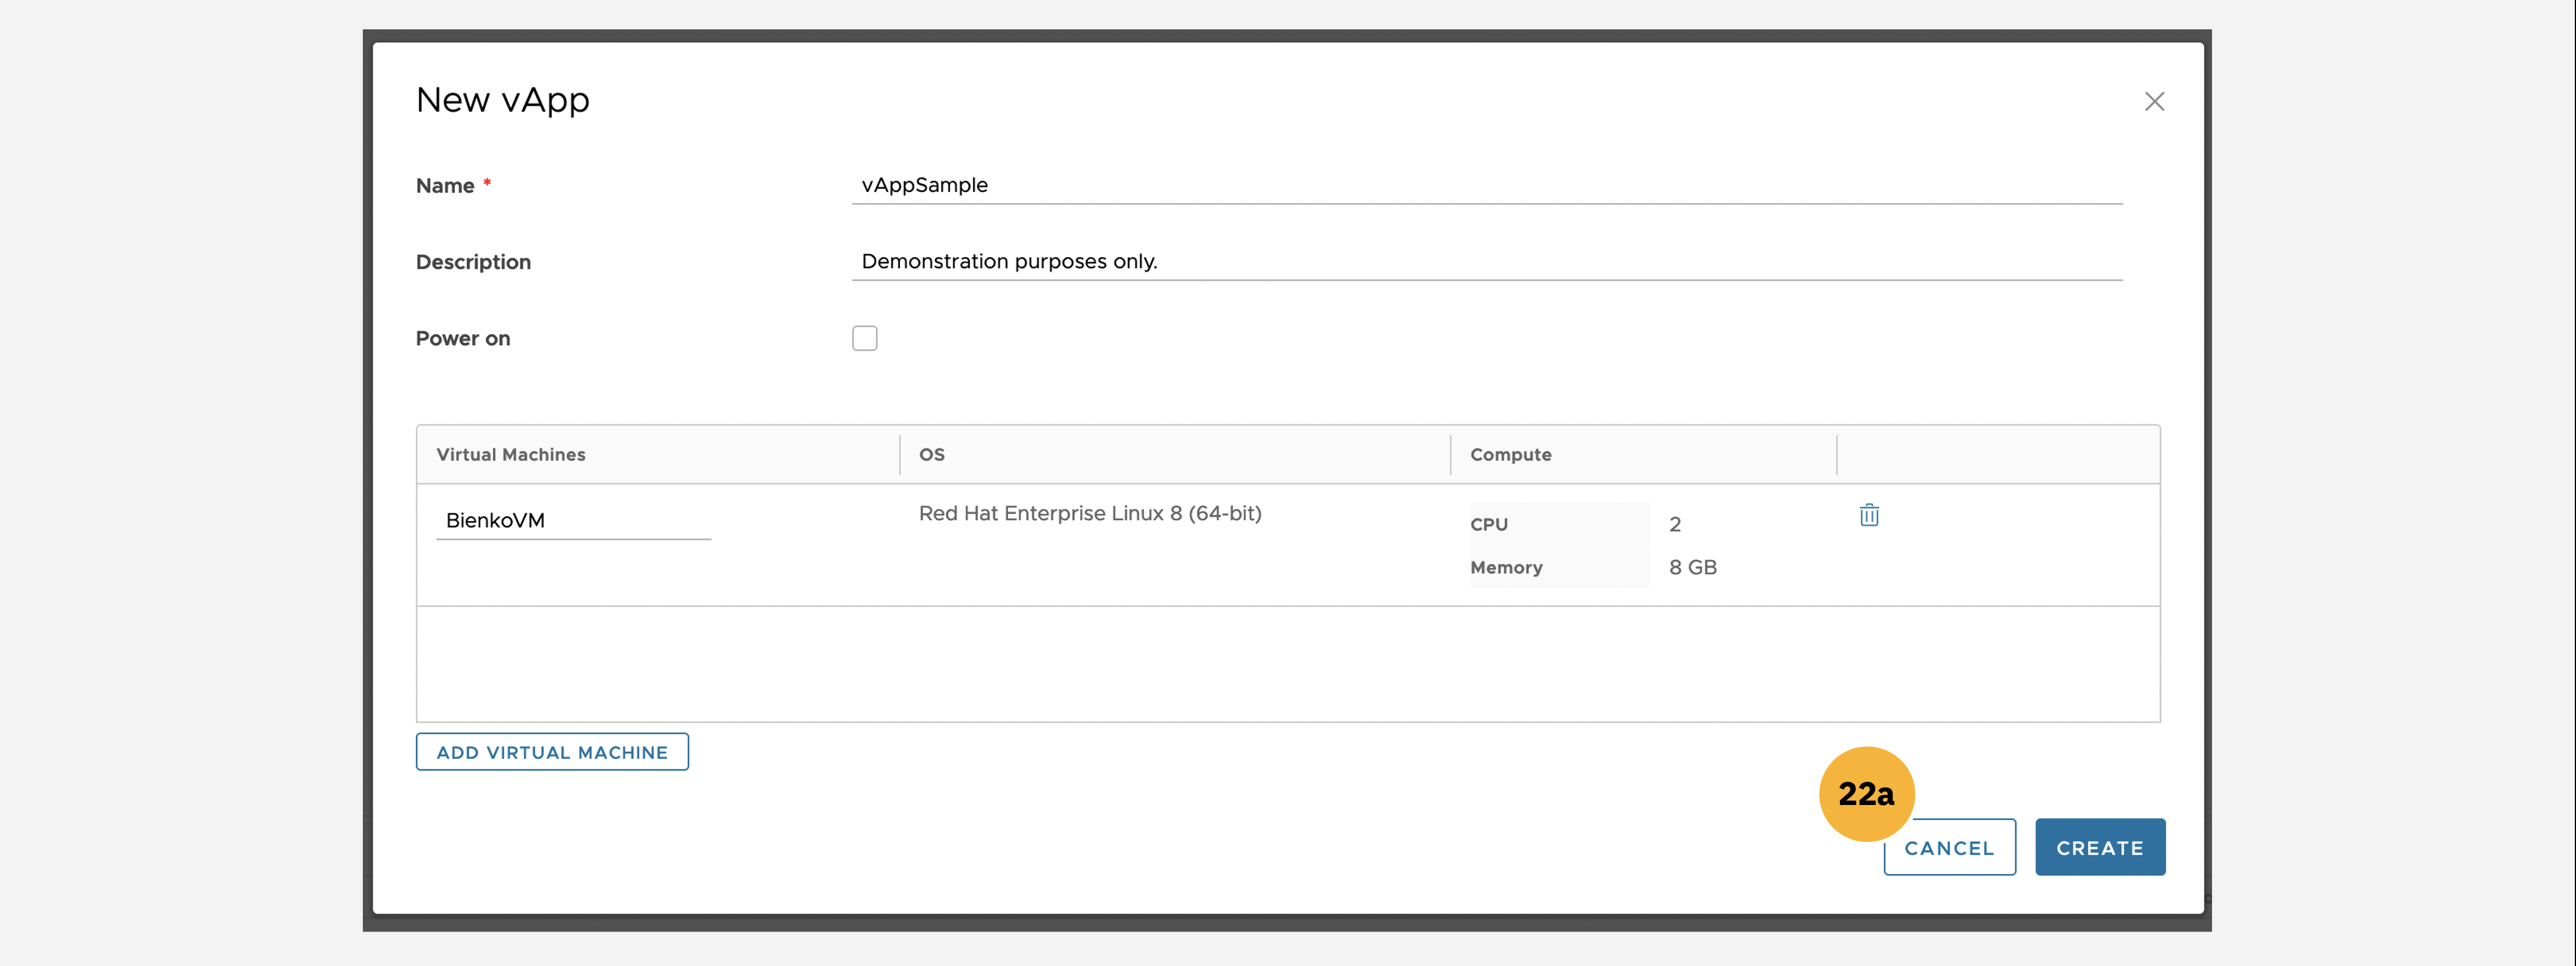 New vApp
Name *
vAppSample
Description
Demonstration purposes only.
Power on
Virtual Machines
OS
Compute
BienkoVM
Red Hat Enterprise Linux 8 (64-bit)
CPU
2
Memory
8 GB
ADD VIRTUAL MACHINE
22a
CANCEL
CREATE